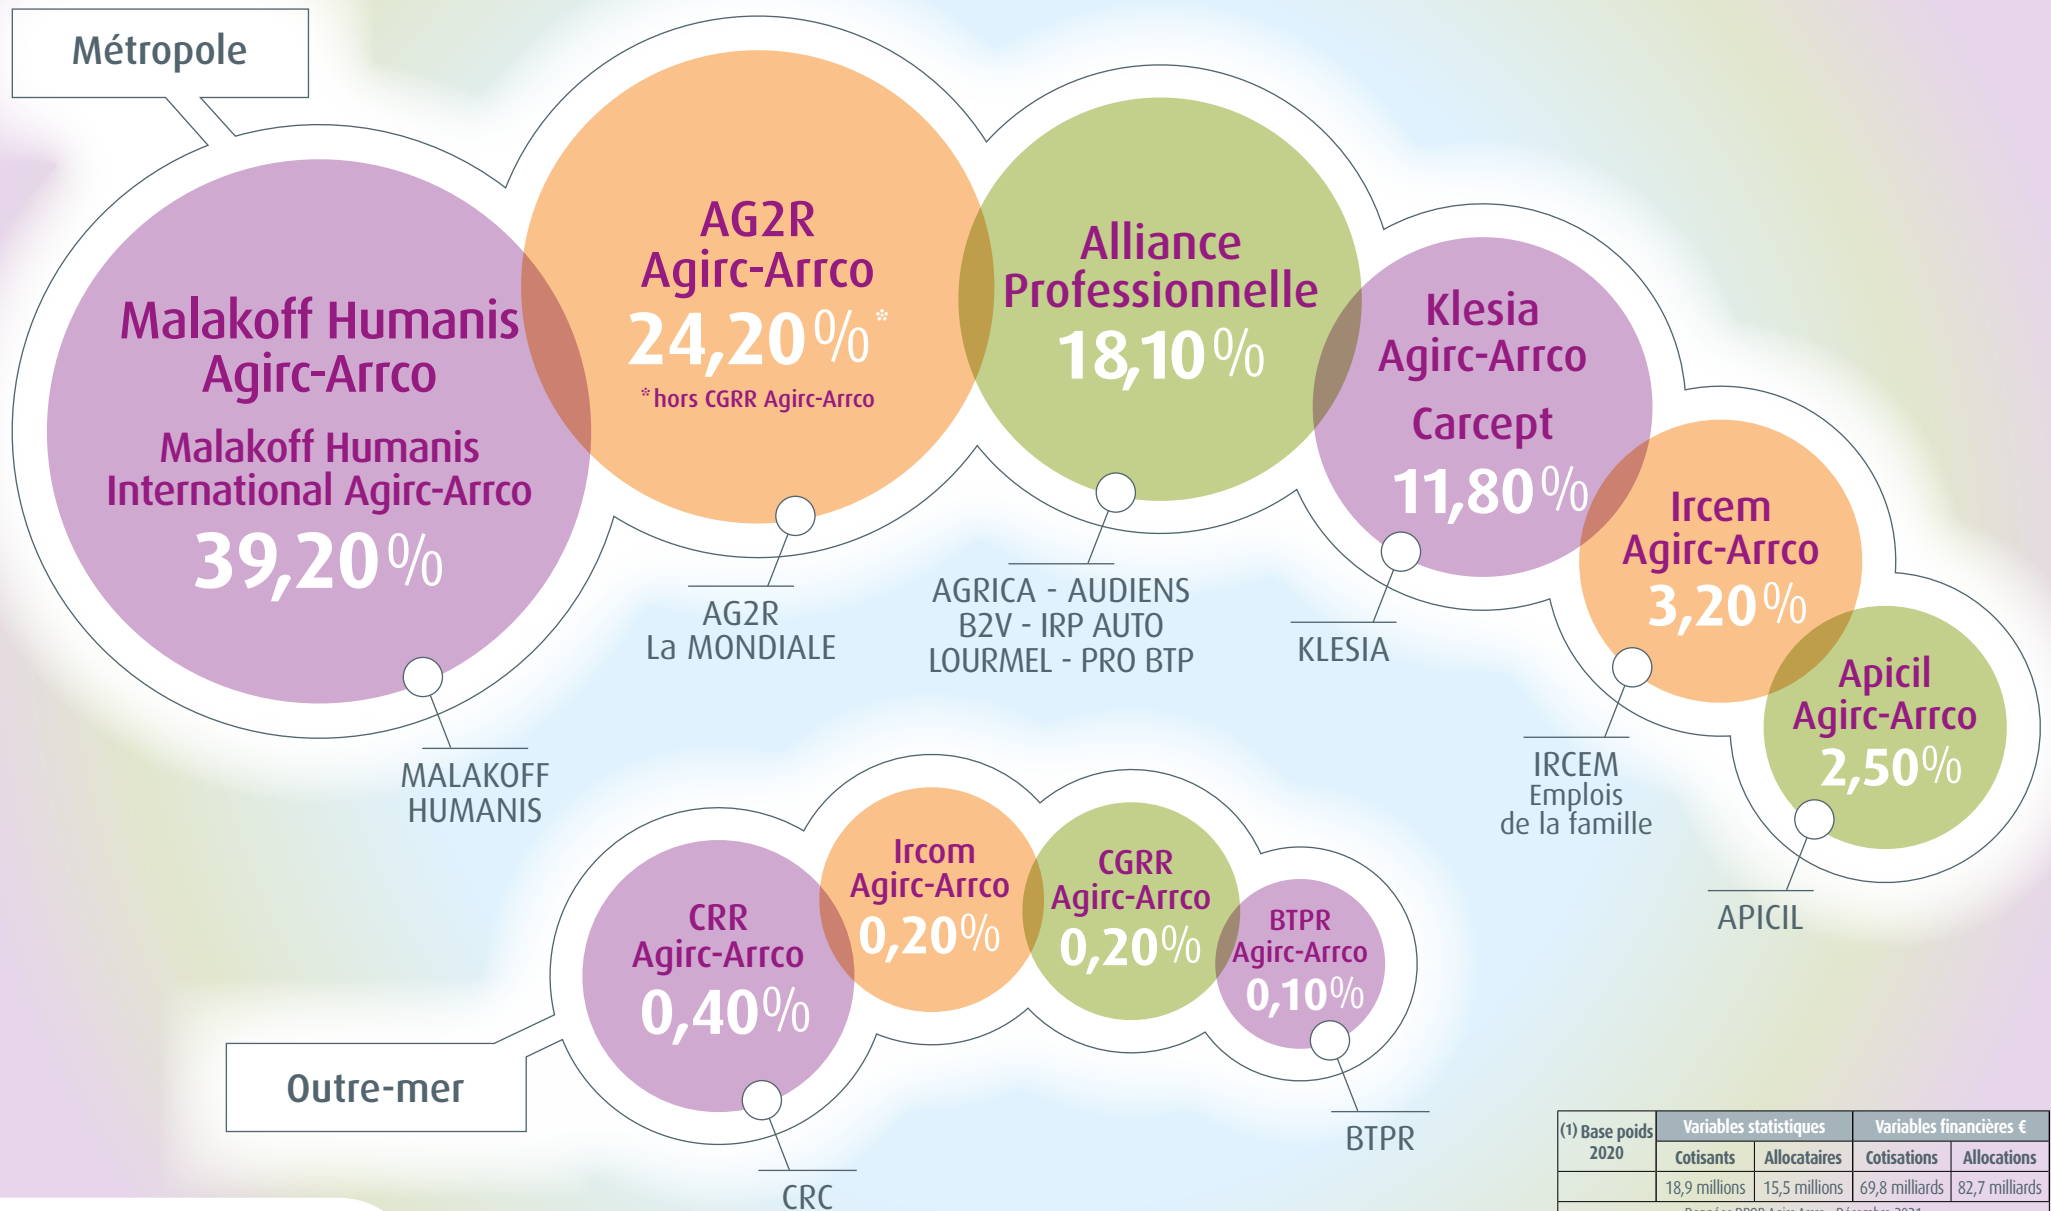 Métropole
Malakoff Humanis
Agirc-Arrco
Malakoff Humanis
International Agirc-Arrco
39,20 %
MALAKOFF
HUMANIS
AG2R
Agirc-Arrco
24,20 %*
* hors CGRR Agirc-Arrco
AG2R
La MONDIALE
Alliance
Professionnelle
18,10 %
AGRICA - AUDIENS
B2V - IRP AUTO
LOURMEL - PRO BTP
Klesia
Agirc-Arrco
Carcept
11,80 %
KLESIA
Ircem
Agirc-Arrco
3,20 %
IRCEM
Emplois
de la famille
Apicil
Agirc-Arrco
2,50 %
APICIL
Outre-mer
CRR
Agirc-Arrco
0,40 %
CRC
Ircom
Agirc-Arrco
0,20 %
CGRR
Agirc-Arrco
0,20 %
BTPR
Agirc-Arrco
0,10 %
BTPR
(1) Base poids
2020
Variables statistiques Variables financières €
Cotisants Allocataires Cotisations Allocations
18,9 millions 15,5 millions 69,8 milliards 82,7 milliards